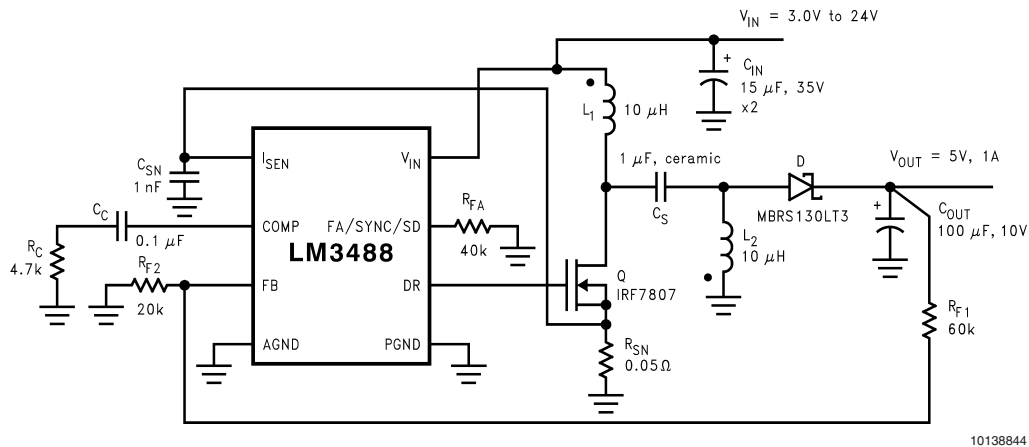 V_IN = 3.0V to 24V
C_IN
15 µF, 35V
x2
L_1
10 µH
I_SEN
V_IN
C_SN
1 nF
1 µF, ceramic
C_S
D
MBRS130LT3
V_OUT = 5V, 1A
C_OUT
100 µF, 10V
C_C
0.1 µF
COMP
FA/SYNC/SD
R_FA
40k
L_2
10 µH
LM3488
R_C
4.7k
R_F2
20k
FB
DR
Q
IRF7807
R_F1
60k
AGND
PGND
R_SN
0.05Ω
10138844